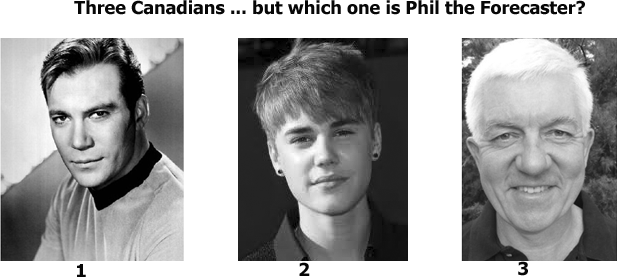 Three Canadians ... but which one is Phil the Forecaster?
1 2 3